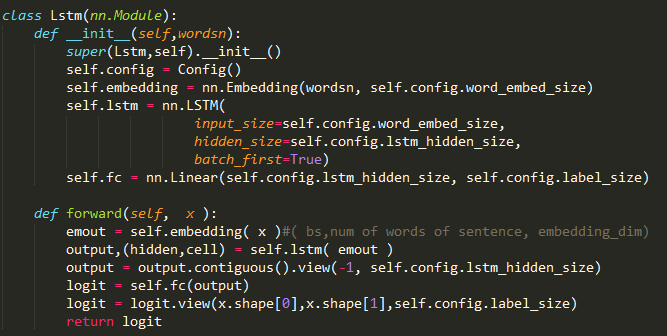 class Lstm(nn.Module):
    def __init__(self,wordsn):
        super(Lstm,self).__init__()
        self.config = Config()
        self.embedding = nn.Embedding(wordsn, self.config.word_embed_size)
        self.lstm = nn.LSTM(
                        input_size=self.config.word_embed_size,
                        hidden_size=self.config.lstm_hidden_size,
                        batch_first=True)
        self.fc = nn.Linear(self.config.lstm_hidden_size, self.config.label_size)
    def forward(self,  x ):
        emout = self.embedding( x )#( bs,num of words of sentence, embedding_dim)
        output,(hidden,cell) = self.lstm( emout )
        output = output.contiguous().view(-1, self.config.lstm_hidden_size)
        logit = self.fc(output)
        logit = logit.view(x.shape[0],x.shape[1],self.config.label_size)
        return logit